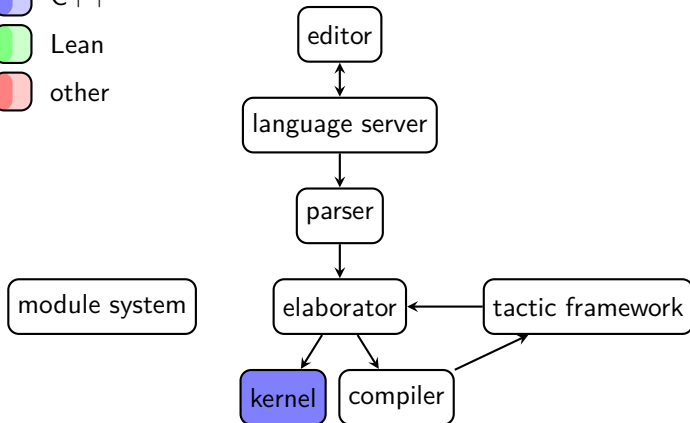 C++
Lean
other
editor
language server
parser
module system
elaborator
tactic framework
kernel
compiler